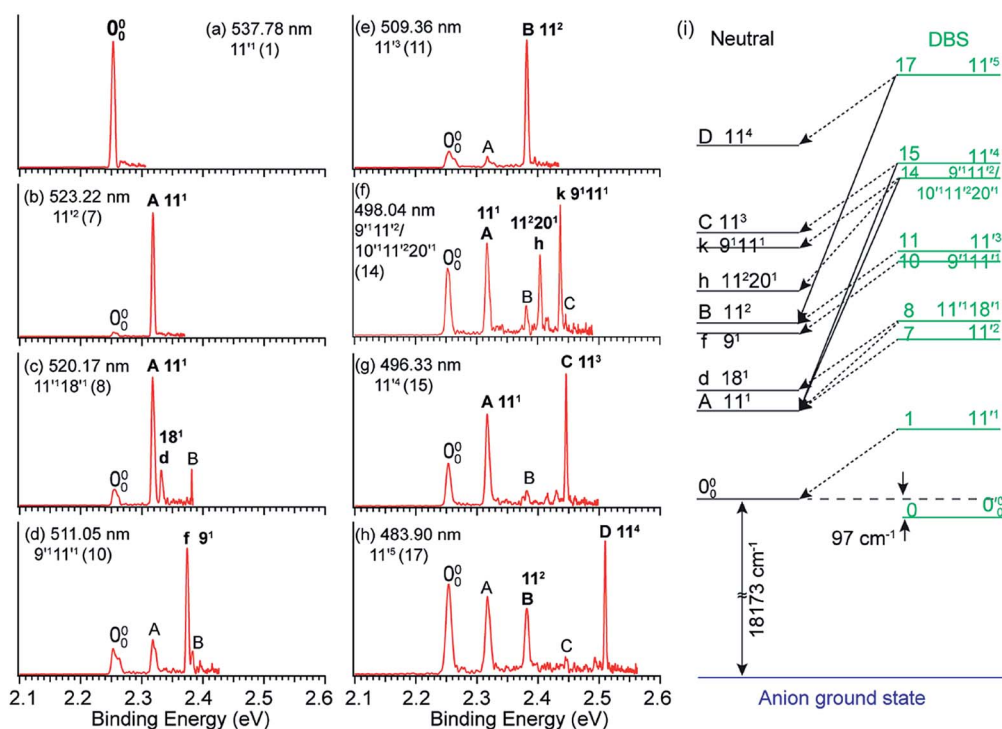 (a) 537.78 nm
11'¹ (1)
0⁰₀
(b) 523.22 nm
11'² (7)
A 11¹
0⁰₀
(c) 520.17 nm
11'¹18'¹ (8)
A 11¹
18¹
d
B
0⁰₀
(d) 511.05 nm
9'¹11'¹ (10)
f 9¹
0⁰₀
A
B
2.1 2.2 2.3 2.4 2.5 2.6
Binding Energy (eV)
(e) 509.36 nm
11'³ (11)
B 11²
0⁰₀
A
(f)
498.04 nm
9'¹11'²/
10'¹11'²20'¹
(14)
k 9¹11¹
11¹
A
11²20¹
h
0⁰₀
B
C
(g) 496.33 nm
11'⁴ (15)
C 11³
A 11¹
0⁰₀
B
(h) 483.90 nm
11'⁵ (17)
D 11⁴
0⁰₀
A
11²
B
C
2.1 2.2 2.3 2.4 2.5 2.6
Binding Energy (eV)
(i)
Neutral
DBS
17 11'⁵
D 11⁴
15 11'⁴
14 9'¹11'²/
10'¹11'²20'¹
C 11³
k 9¹11¹
11 11'³
10 9'¹11'¹
h 11²20¹
B 11²
f 9¹
8 11'¹18'¹
7 11'²
d 18¹
A 11¹
1 11'¹
0⁰₀
0 0'⁰₀
97 cm⁻¹
18173 cm⁻¹
Anion ground state